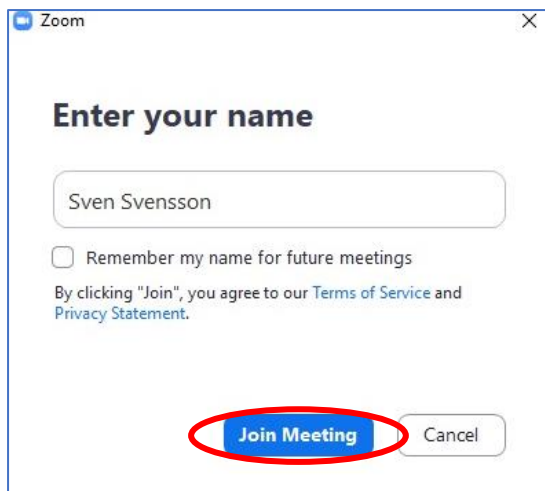 Zoom
Enter your name
Sven Svensson
Remember my name for future meetings
By clicking "Join", you agree to our Terms of Service and
Privacy Statement.
Join Meeting
Cancel